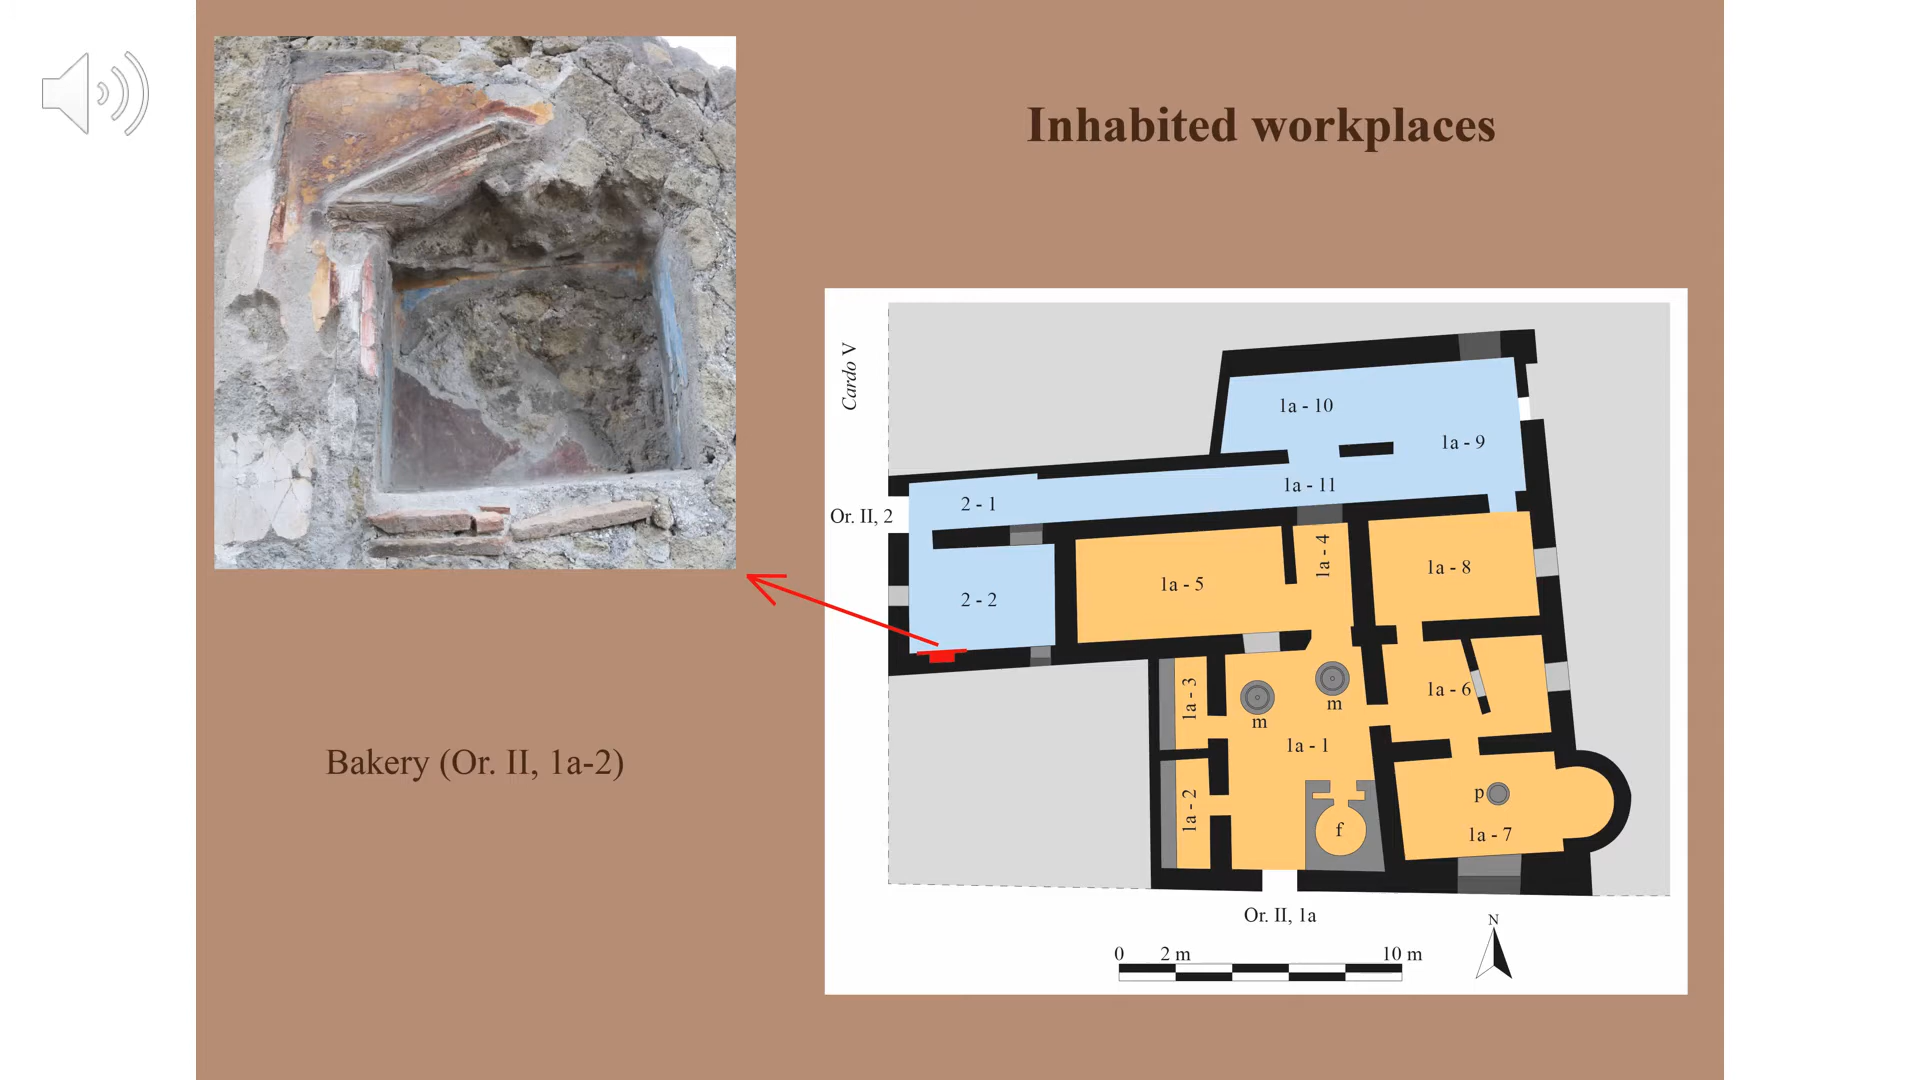 Inhabited workplaces
Cardo V
1a - 10
1a - 9
1a - 11
2 - 1
Or. II, 2
1a - 4
1a - 5
1a - 8
2 - 2
1a - 3
1a - 6
m
m
1a - 1
Bakery (Or. II, 1a-2)
1a - 2
p
f
1a - 7
Or. II, 1a
N
0 2 m 10 m